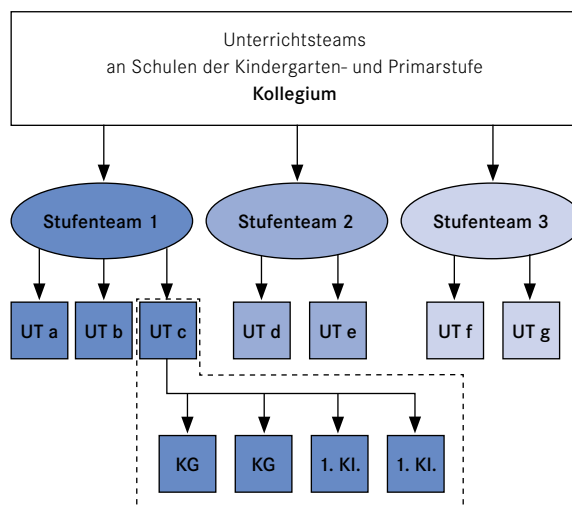 Unterrichtsteams
an Schulen der Kindergarten- und Primarstufe
Kollegium
Stufenteam 1
Stufenteam 2
Stufenteam 3
UT a
UT b
UT c
UT d
UT e
UT f
UT g
KG
KG
1. Kl.
1. Kl.